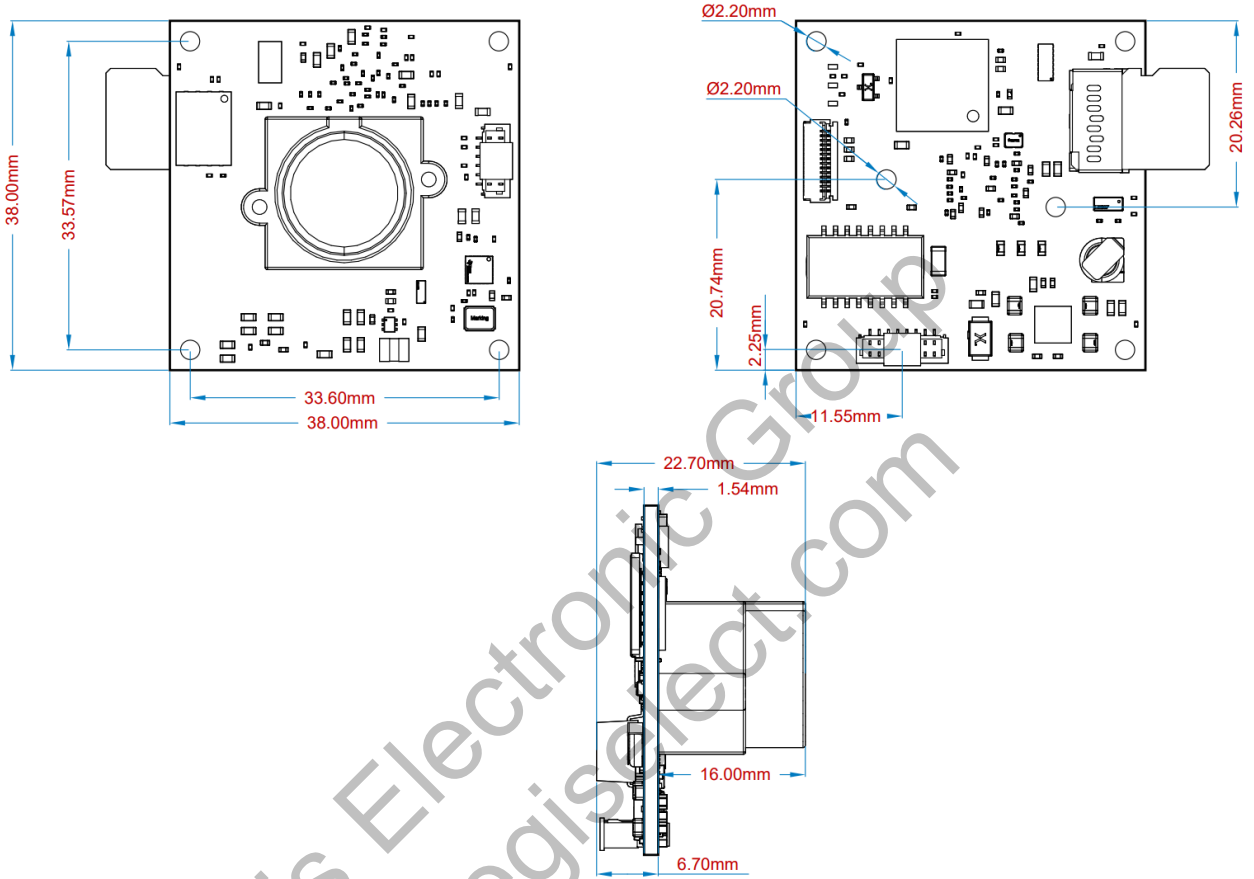 38.00mm
33.57mm
33.60mm
38.00mm
Marking
Ø2.20mm
Ø2.20mm
20.26mm
20.74mm
2.25mm
11.55mm
X
X
22.70mm
1.54mm
16.00mm
6.70mm
s Electronic Group
egiselect.com